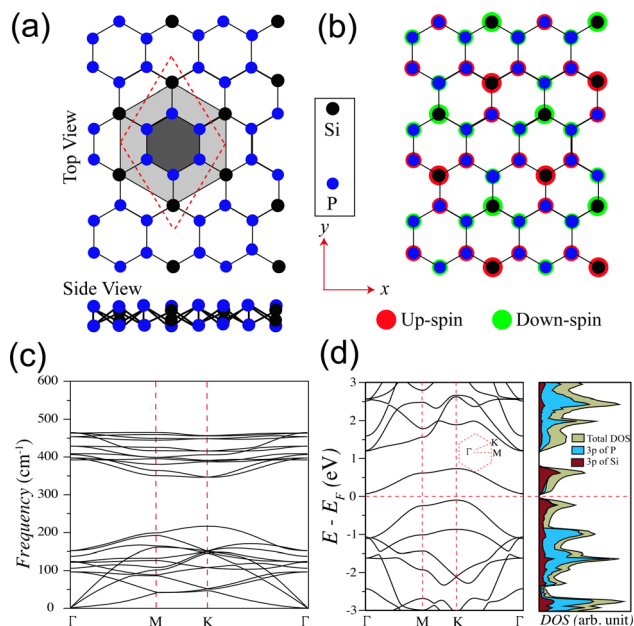 (a)
(b)
Top View
Si
P
y
x
Side View
Up-spin
Down-spin
(c)
(d)
600
500
400
300
200
100
0
Frequency (cm-1)
Γ
M
K
Γ
3
2
1
0
-1
-2
-3
E - EF (eV)
K
Γ
M
Γ
M
K
Γ
Total DOS
3p of P
3p of Si
DOS (arb. unit)